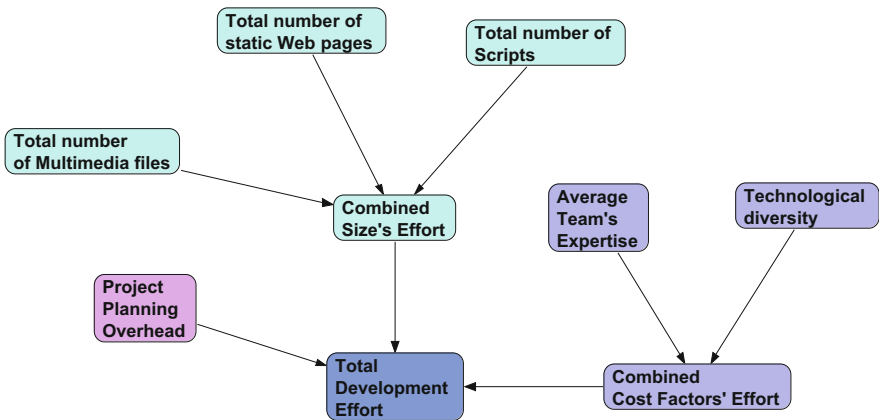 Total number of
static Web pages
Total number of
Scripts
Total number
of Multimedia files
Combined
Size's Effort
Average
Team's
Expertise
Technological
diversity
Project
Planning
Overhead
Total
Development
Effort
Combined
Cost Factors' Effort